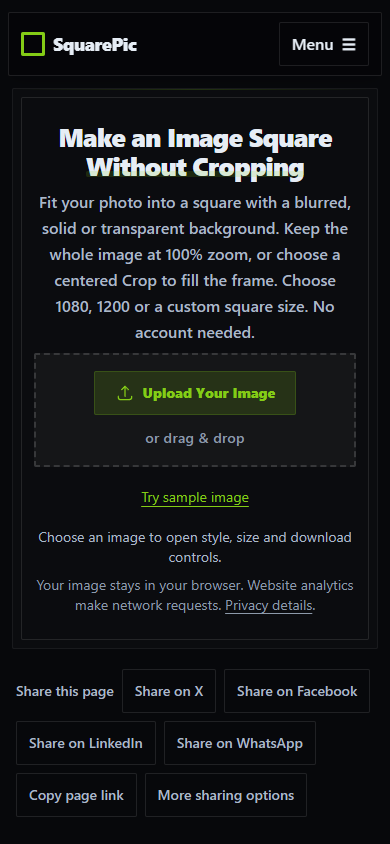 SquarePic
Menu
Make an Image Square
Without Cropping
Fit your photo into a square with a blurred,
solid or transparent background. Keep the
whole image at 100% zoom, or choose a
centered Crop to fill the frame. Choose
1080, 1200 or a custom square size. No
account needed.
Upload Your Image
or drag & drop
Try sample image
Choose an image to open style, size and download
controls.
Your image stays in your browser. Website analytics
make network requests. Privacy details.
Share this page
Share on X
Share on Facebook
Share on LinkedIn
Share on WhatsApp
Copy page link
More sharing options